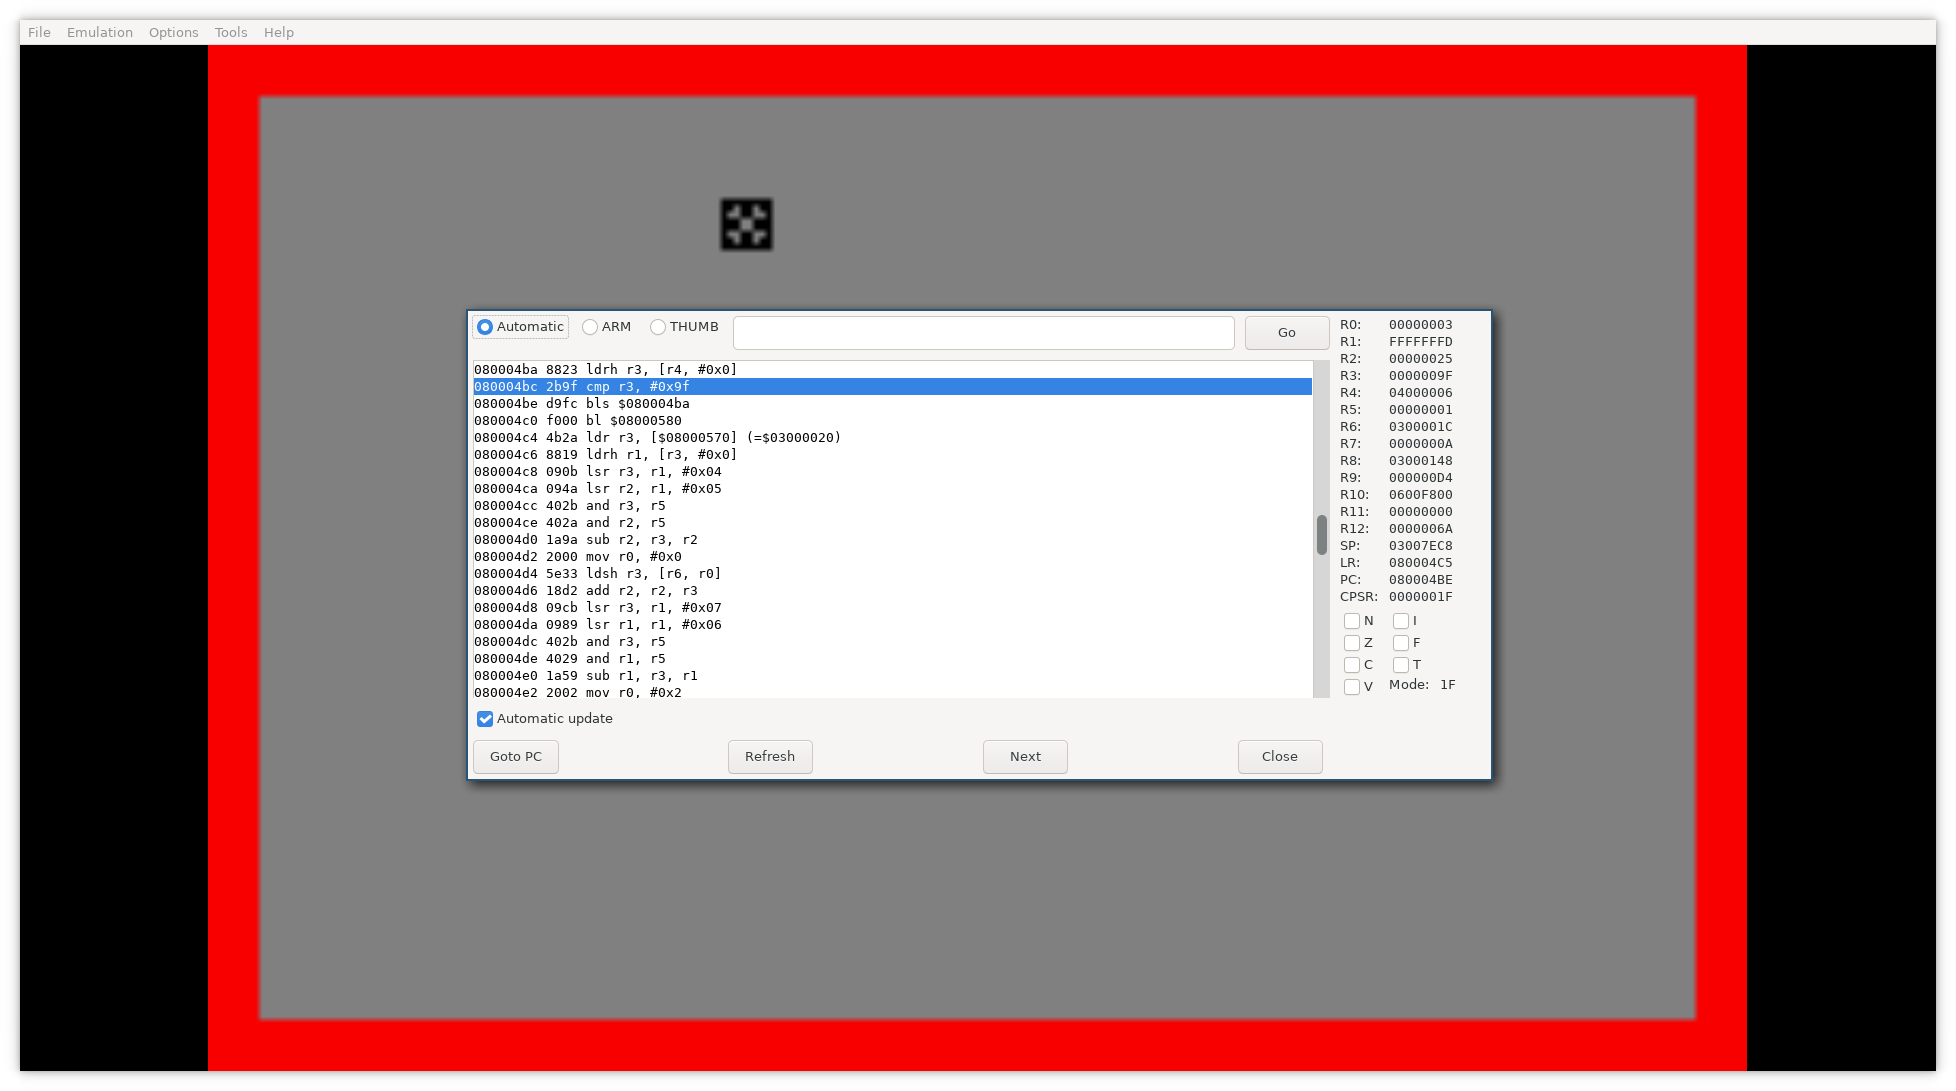 File Emulation Options Tools Help
Automatic ARM THUMB Go
080004ba 8823 ldrh r3, [r4, #0x0]
080004bc 2b9f cmp r3, #0x9f
080004be d9fc bls $080004ba
080004c0 f000 bl $08000580
080004c4 4b2a ldr r3, [$08000570] (=$03000020)
080004c6 8819 ldrh r1, [r3, #0x0]
080004c8 090b lsr r3, r1, #0x04
080004ca 094a lsr r2, r1, #0x05
080004cc 402b and r3, r5
080004ce 402a and r2, r5
080004d0 1a9a sub r2, r3, r2
080004d2 2000 mov r0, #0x0
080004d4 5e33 ldsh r3, [r6, r0]
080004d6 18d2 add r2, r2, r3
080004d8 09cb lsr r3, r1, #0x07
080004da 0989 lsr r1, r1, #0x06
080004dc 402b and r3, r5
080004de 4029 and r1, r5
080004e0 1a59 sub r1, r3, r1
080004e2 2002 mov r0, #0x2
Automatic update
Goto PC Refresh Next Close
R0: 00000003
R1: FFFFFFFD
R2: 00000025
R3: 0000009F
R4: 04000006
R5: 00000001
R6: 0300001C
R7: 0000000A
R8: 03000148
R9: 000000D4
R10: 0600F800
R11: 00000000
R12: 0000006A
SP: 03007EC8
LR: 080004C5
PC: 080004BE
CPSR: 0000001F
N I
Z F
C T
V Mode: 1F